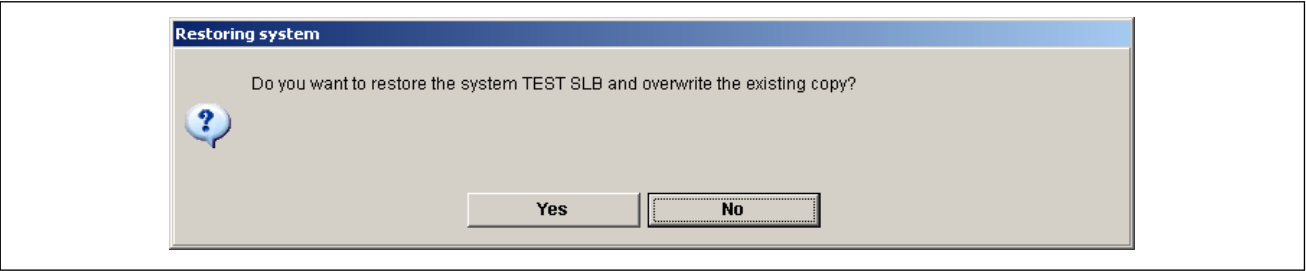 Restoring system
Do you want to restore the system TEST SLB and overwrite the existing copy?
Yes No